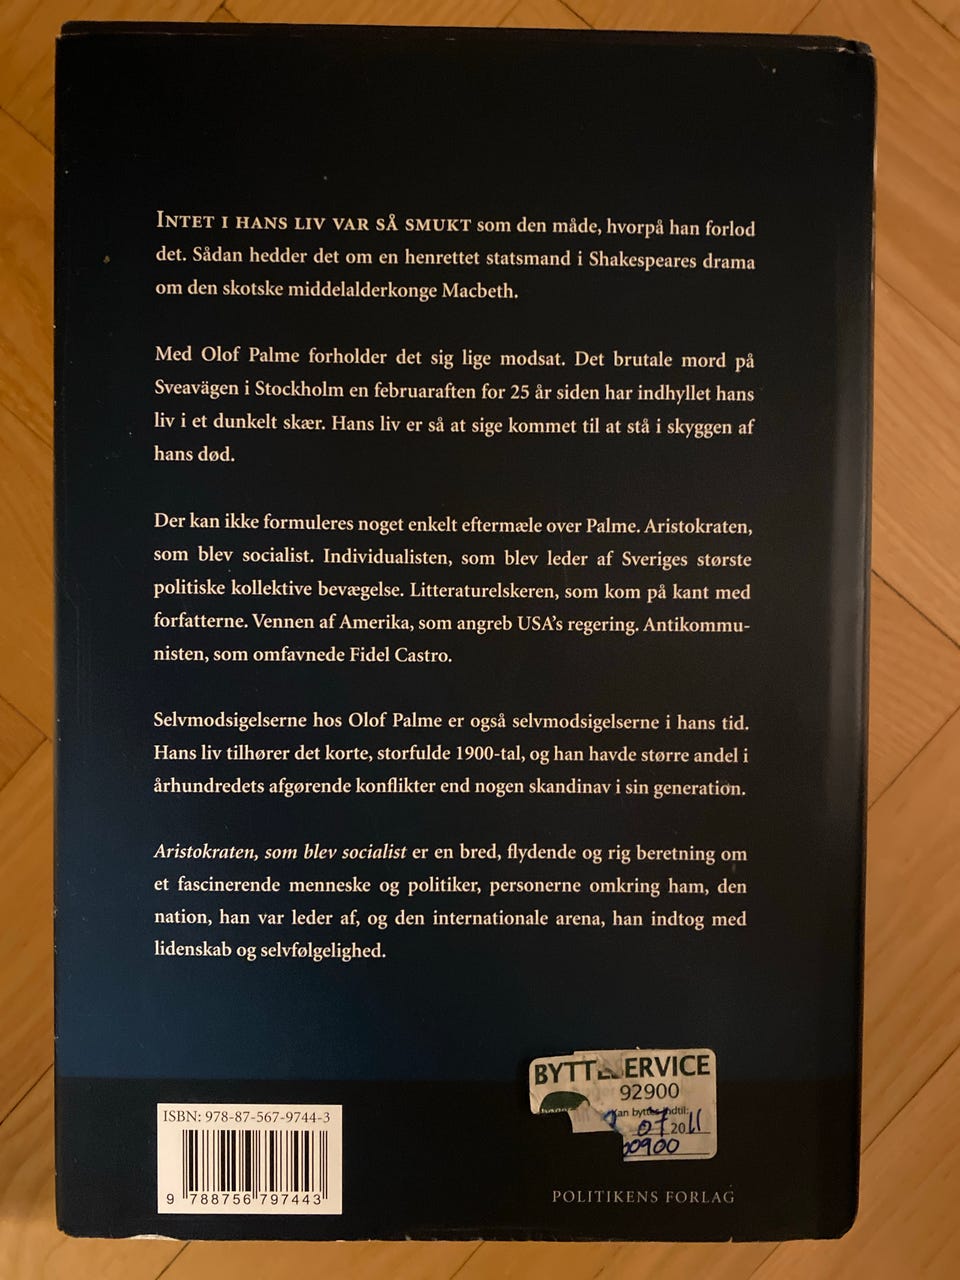 INTET I HANS LIV VAR SÅ SMUKT som den måde, hvorpå han forlod
det. Sådan hedder det om en henrettet statsmand i Shakespeares drama
om den skotske middelalderkonge Macbeth.
Med Olof Palme forholder det sig lige modsat. Det brutale mord på
Sveavägen i Stockholm en februaraften for 25 år siden har indhyllet hans
liv i et dunkelt skær. Hans liv er så at sige kommet til at stå i skyggen af
hans død.
Der kan ikke formuleres noget enkelt eftermæle over Palme. Aristokraten,
som blev socialist. Individualisten, som blev leder af Sveriges største
politiske kollektive bevægelse. Litteraturelskeren, som kom på kant med
forfatterne. Vennen af Amerika, som angreb USA's regering. Antikommu-
nisten, som omfavnede Fidel Castro.
Selvmodsigelserne hos Olof Palme er også selvmodsigelserne i hans tid.
Hans liv tilhører det korte, storfulde 1900-tal, og han havde større andel i
århundredets afgørende konflikter end nogen skandinav i sin generation.
Aristokraten, som blev socialist er en bred, flydende og rig beretning om
et fascinerende menneske og politiker, personerne omkring ham, den
nation, han var leder af, og den internationale arena, han indtog med
lidenskab og selvfølgelighed.
BYTTESERVICE
92900
Kan byttes indtil:
07 2011
00900
ISBN: 978-87-567-9744-3
9 788756 797443
POLITIKENS FORLAG